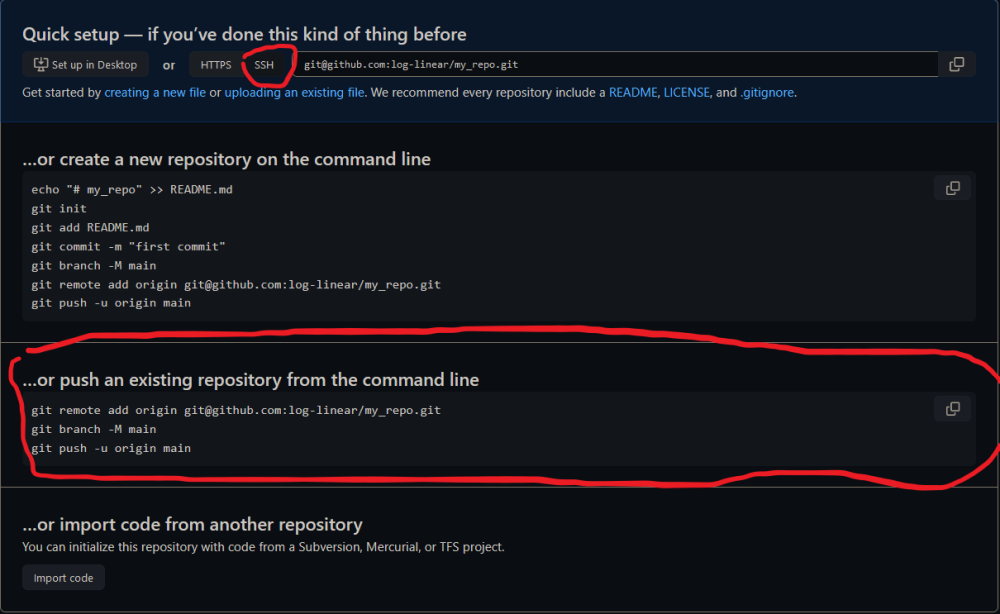 Quick setup — if you’ve done this kind of thing before
Set up in Desktop or HTTPS SSH git@github.com:log-linear/my_repo.git
Get started by creating a new file or uploading an existing file. We recommend every repository include a README, LICENSE, and .gitignore.
...or create a new repository on the command line
echo "# my_repo" >> README.md
git init
git add README.md
git commit -m "first commit"
git branch -M main
git remote add origin git@github.com:log-linear/my_repo.git
git push -u origin main
...or push an existing repository from the command line
git remote add origin git@github.com:log-linear/my_repo.git
git branch -M main
git push -u origin main
...or import code from another repository
You can initialize this repository with code from a Subversion, Mercurial, or TFS project.
Import code